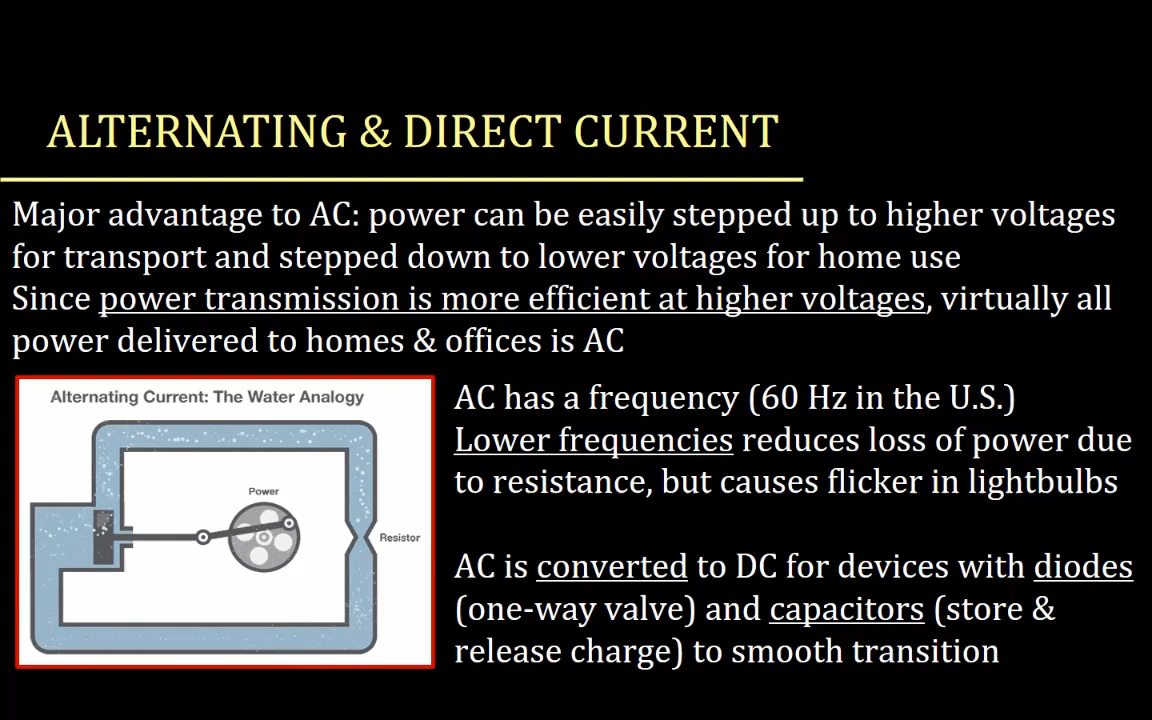 ALTERNATING & DIRECT CURRENT
Major advantage to AC: power can be easily stepped up to higher voltages
for transport and stepped down to lower voltages for home use
Since power transmission is more efficient at higher voltages, virtually all
power delivered to homes & offices is AC
Alternating Current: The Water Analogy
Power
Resistor
AC has a frequency (60 Hz in the U.S.)
Lower frequencies reduces loss of power due
to resistance, but causes flicker in lightbulbs
AC is converted to DC for devices with diodes
(one-way valve) and capacitors (store &
release charge) to smooth transition